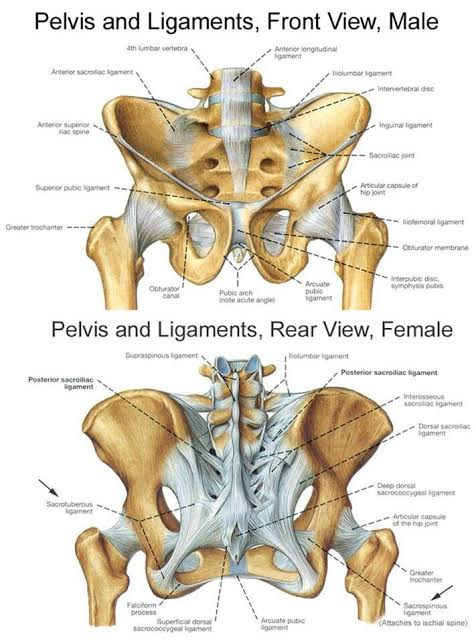 Pelvis and Ligaments, Front View, Male
4th lumbar vertebra
Anterior longitudinal
ligament
Anterior sacroiliac ligament
Iliolumbar ligament
Intervertebral disc
Anterior superior
iliac spine
Inguinal ligament
Sacroiliac joint
Superior pubic ligament
Articular capsule of
hip joint
Greater trochanter
Iliofemoral ligament
Obturator membrane
Obturator
canal
Pubic arch
(note acute angle)
Arcuate
pubic
ligament
Interpubic disc,
symphysis pubis
Pelvis and Ligaments, Rear View, Female
Supraspinous ligament
Iliolumbar ligament
Posterior sacroiliac
ligament
Posterior sacroiliac ligament
Interosseous
sacroiliac ligament
Dorsal sacroiliac
ligament
Deep dorsal
sacrococcygeal ligament
Sacrotuberous
ligament
Articular capsule
of the hip joint
Greater
trochanter
Falciform
process
Sacrospinous
ligament
(Attaches to ischial spine)
Superficial dorsal
sacrococcygeal ligament
Arcuate pubic
ligament